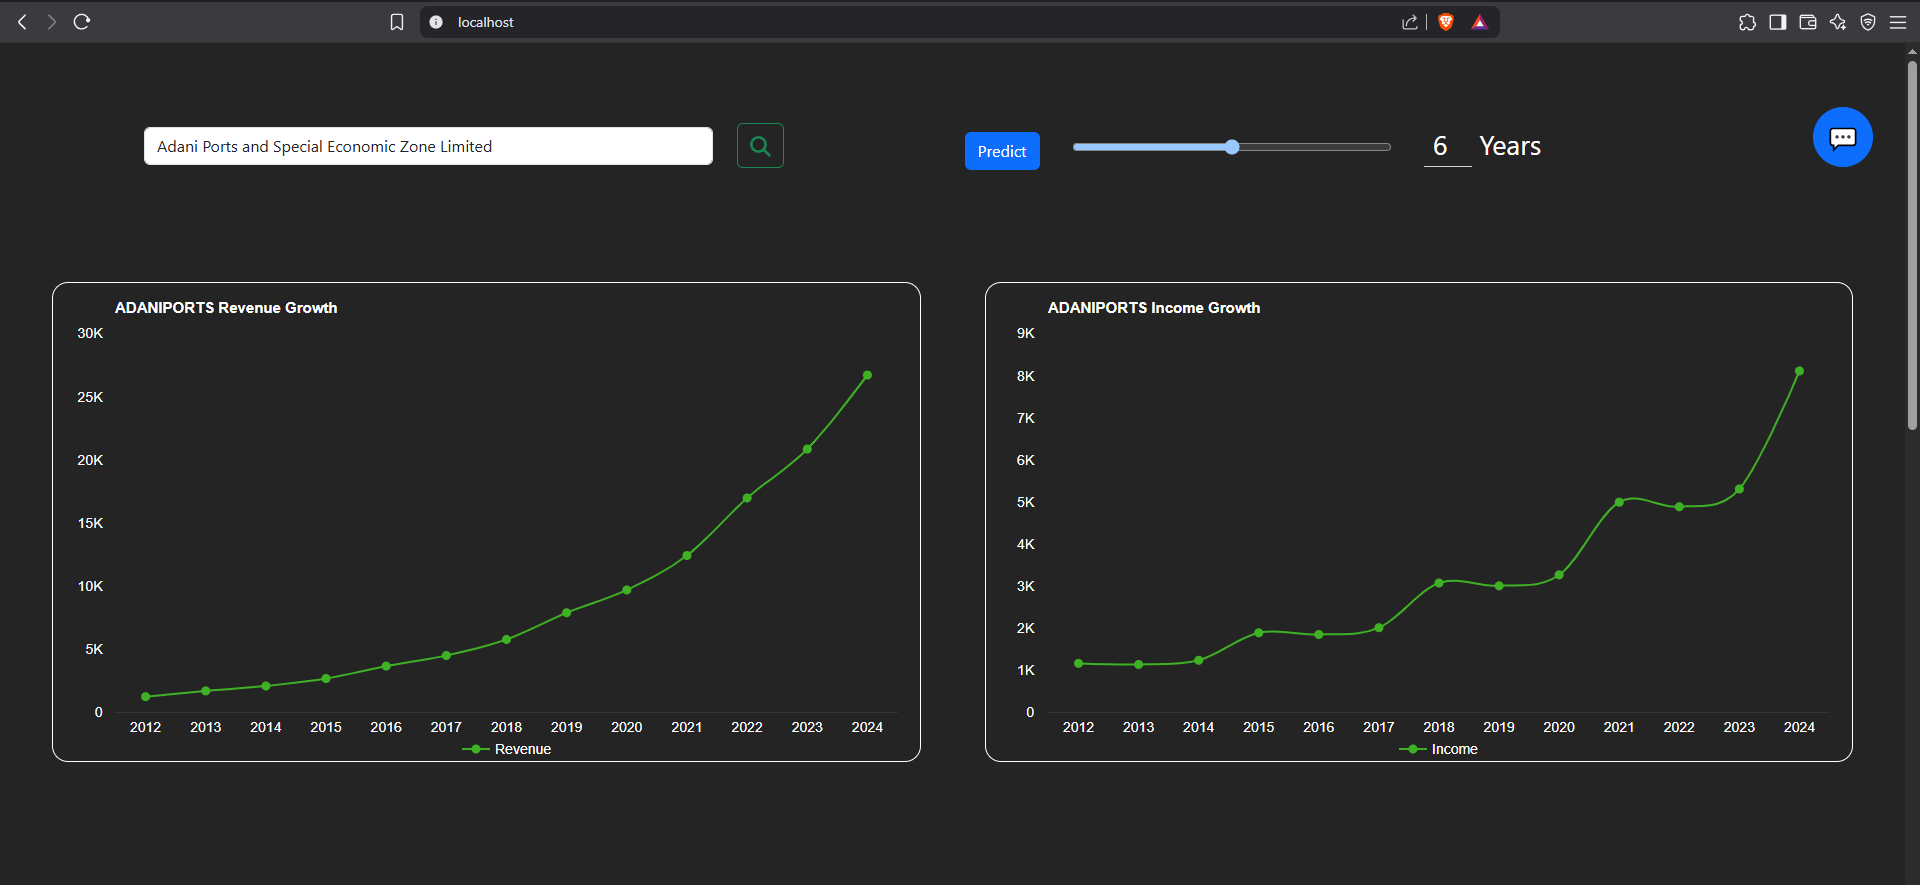 localhost
Adani Ports and Special Economic Zone Limited
Predict
6 Years
ADANIPORTS Revenue Growth
30K
25K
20K
15K
10K
5K
0
2012 2013 2014 2015 2016 2017 2018 2019 2020 2021 2022 2023 2024
Revenue
ADANIPORTS Income Growth
9K
8K
7K
6K
5K
4K
3K
2K
1K
0
2012 2013 2014 2015 2016 2017 2018 2019 2020 2021 2022 2023 2024
Income